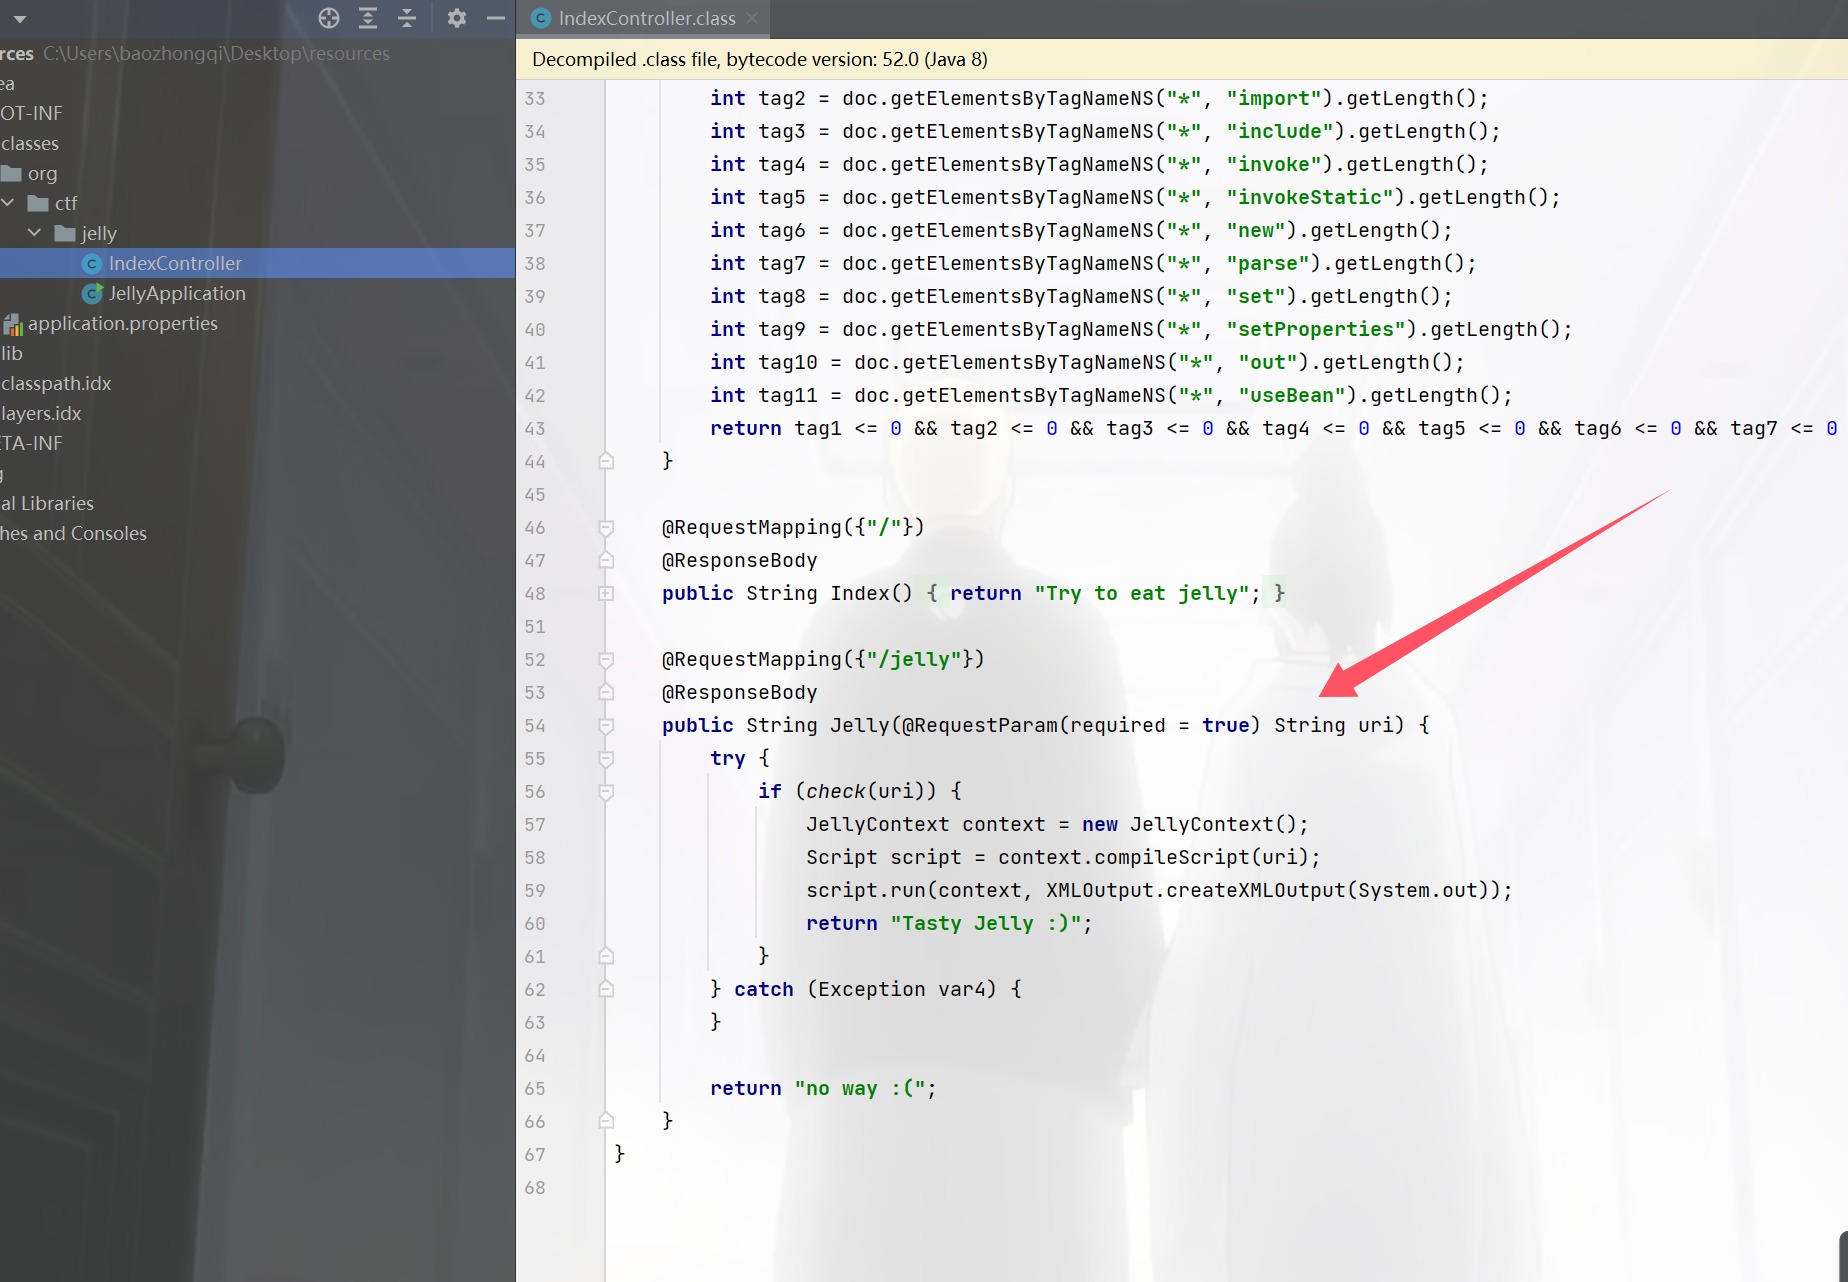 IndexController.class
rces C:\Users\baozhongqi\Desktop\resources
ea
OT-INF
classes
org
ctf
jelly
IndexController
JellyApplication
application.properties
lib
classpath.idx
layers.idx
ETA-INF
g
al Libraries
hes and Consoles
Decompiled .class file, bytecode version: 52.0 (Java 8)
33 int tag2 = doc.getElementsByTagNameNS("*", "import").getLength();
34 int tag3 = doc.getElementsByTagNameNS("*", "include").getLength();
35 int tag4 = doc.getElementsByTagNameNS("*", "invoke").getLength();
36 int tag5 = doc.getElementsByTagNameNS("*", "invokeStatic").getLength();
37 int tag6 = doc.getElementsByTagNameNS("*", "new").getLength();
38 int tag7 = doc.getElementsByTagNameNS("*", "parse").getLength();
39 int tag8 = doc.getElementsByTagNameNS("*", "set").getLength();
40 int tag9 = doc.getElementsByTagNameNS("*", "setProperties").getLength();
41 int tag10 = doc.getElementsByTagNameNS("*", "out").getLength();
42 int tag11 = doc.getElementsByTagNameNS("*", "useBean").getLength();
43 return tag1 <= 0 && tag2 <= 0 && tag3 <= 0 && tag4 <= 0 && tag5 <= 0 && tag6 <= 0 && tag7 <= 0
44 }
45
46 @RequestMapping({"/"})
47 @ResponseBody
48 public String Index() { return "Try to eat jelly"; }
51
52 @RequestMapping({"/jelly"})
53 @ResponseBody
54 public String Jelly(@RequestParam(required = true) String uri) {
55 try {
56 if (check(uri)) {
57 JellyContext context = new JellyContext();
58 Script script = context.compileScript(uri);
59 script.run(context, XMLOutput.createXMLOutput(System.out));
60 return "Tasty Jelly :)";
61 }
62 } catch (Exception var4) {
63 }
64
65 return "no way :(";
66 }
67 }
68